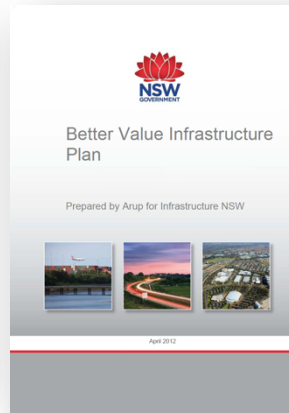 NSW
GOVERNMENT
Better Value Infrastructure
Plan
Prepared by Arup for Infrastructure NSW
April 2012